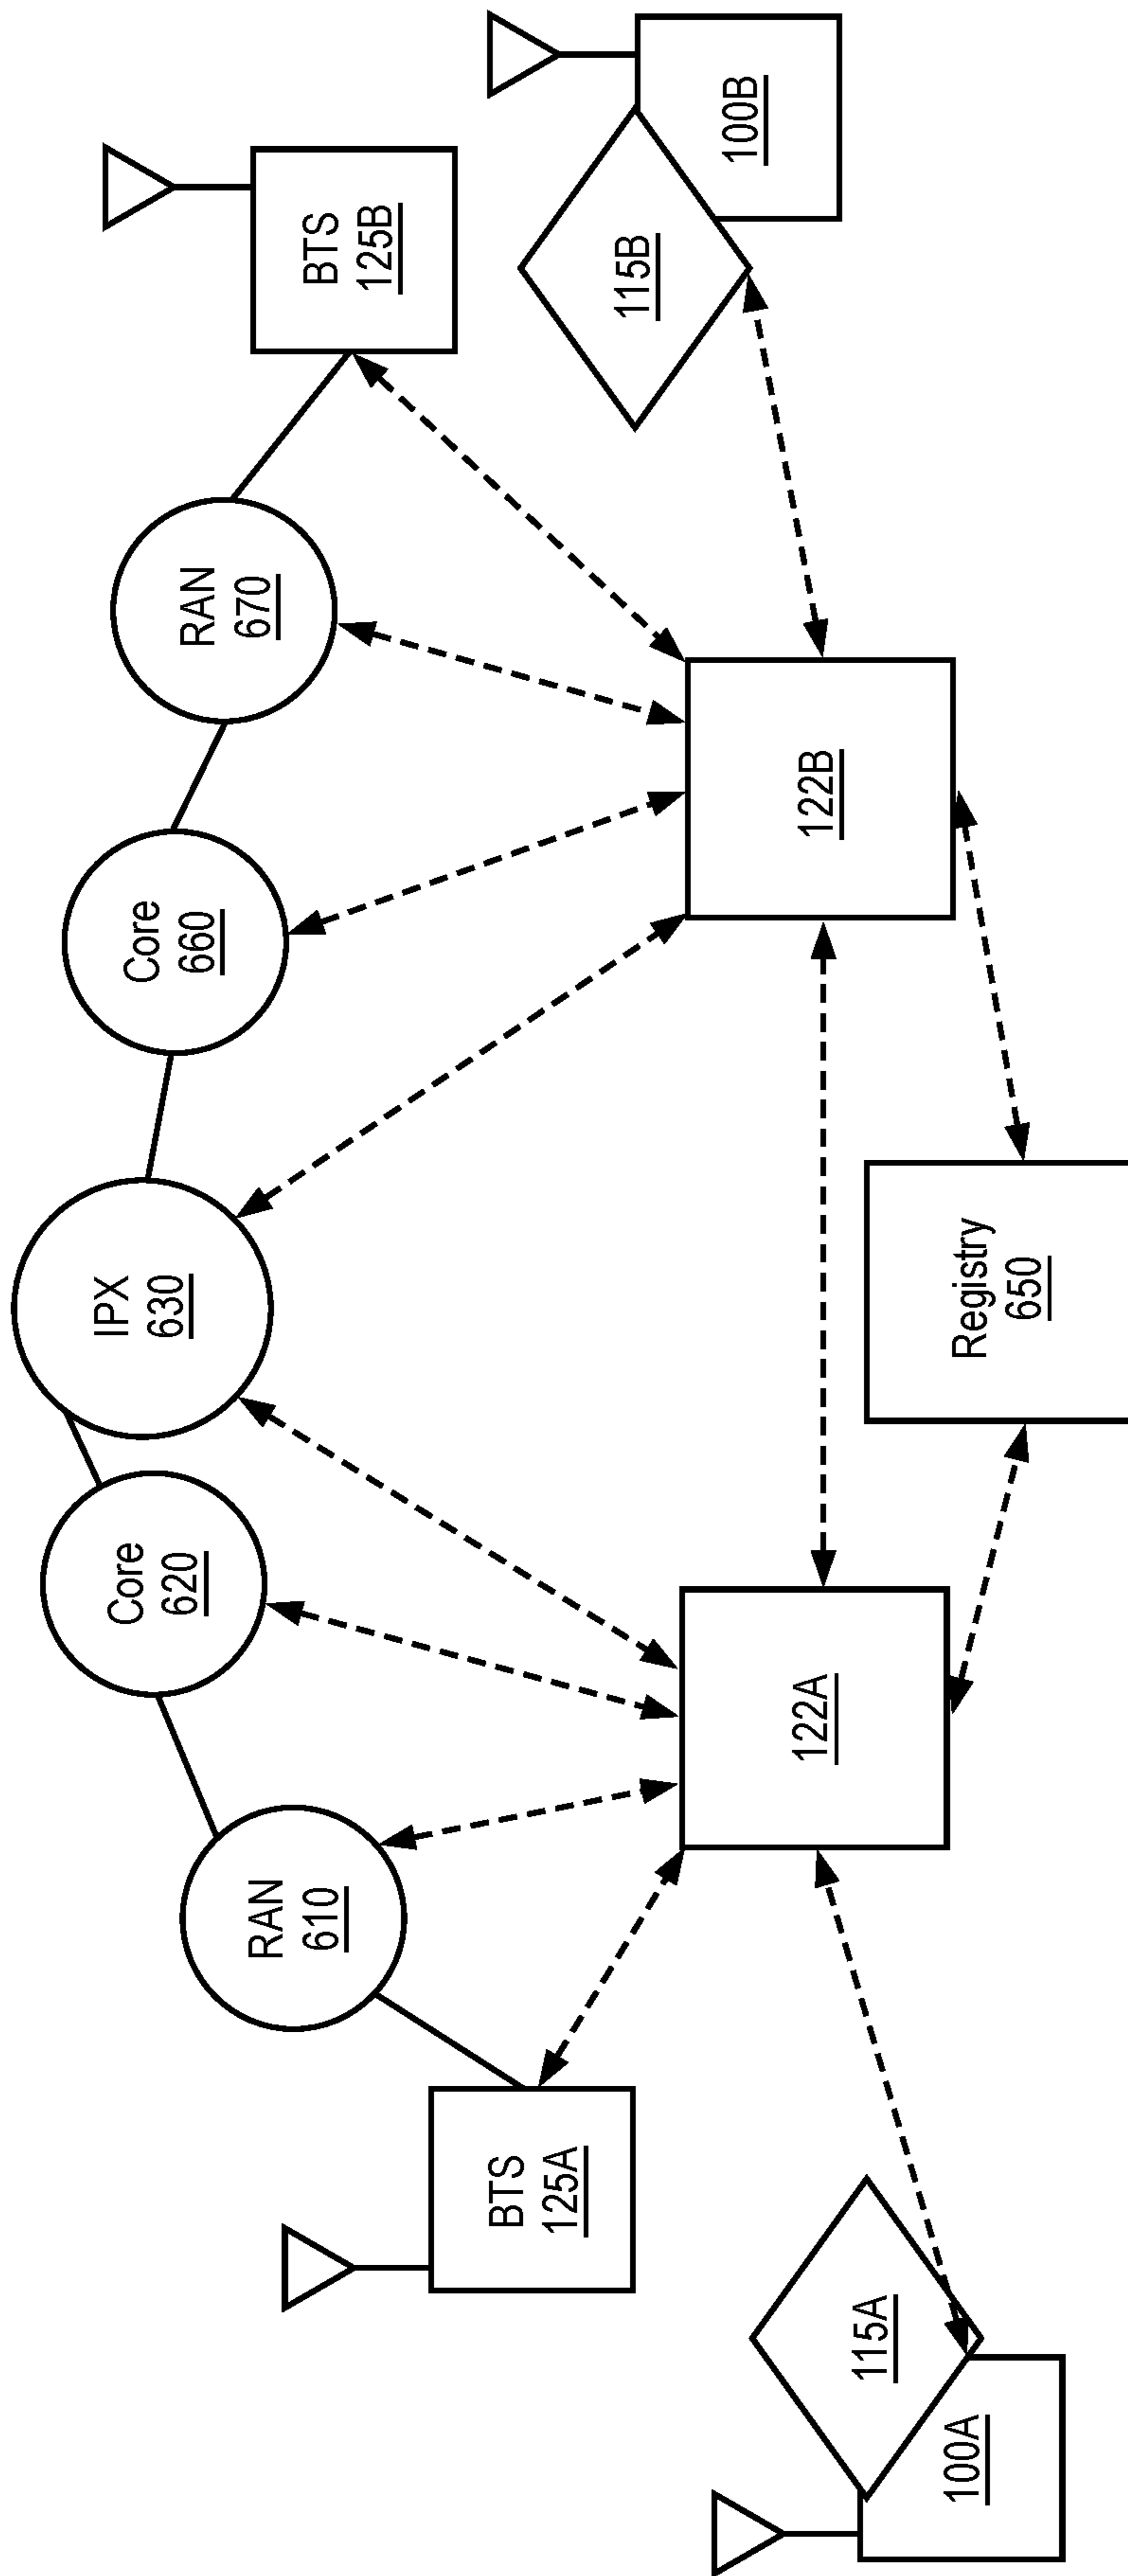 IPX
630
Core
620
Core
660
RAN
610
RAN
670
BTS
125A
BTS
125B
115A
100A
115B
100B
122A
122B
Registry
650